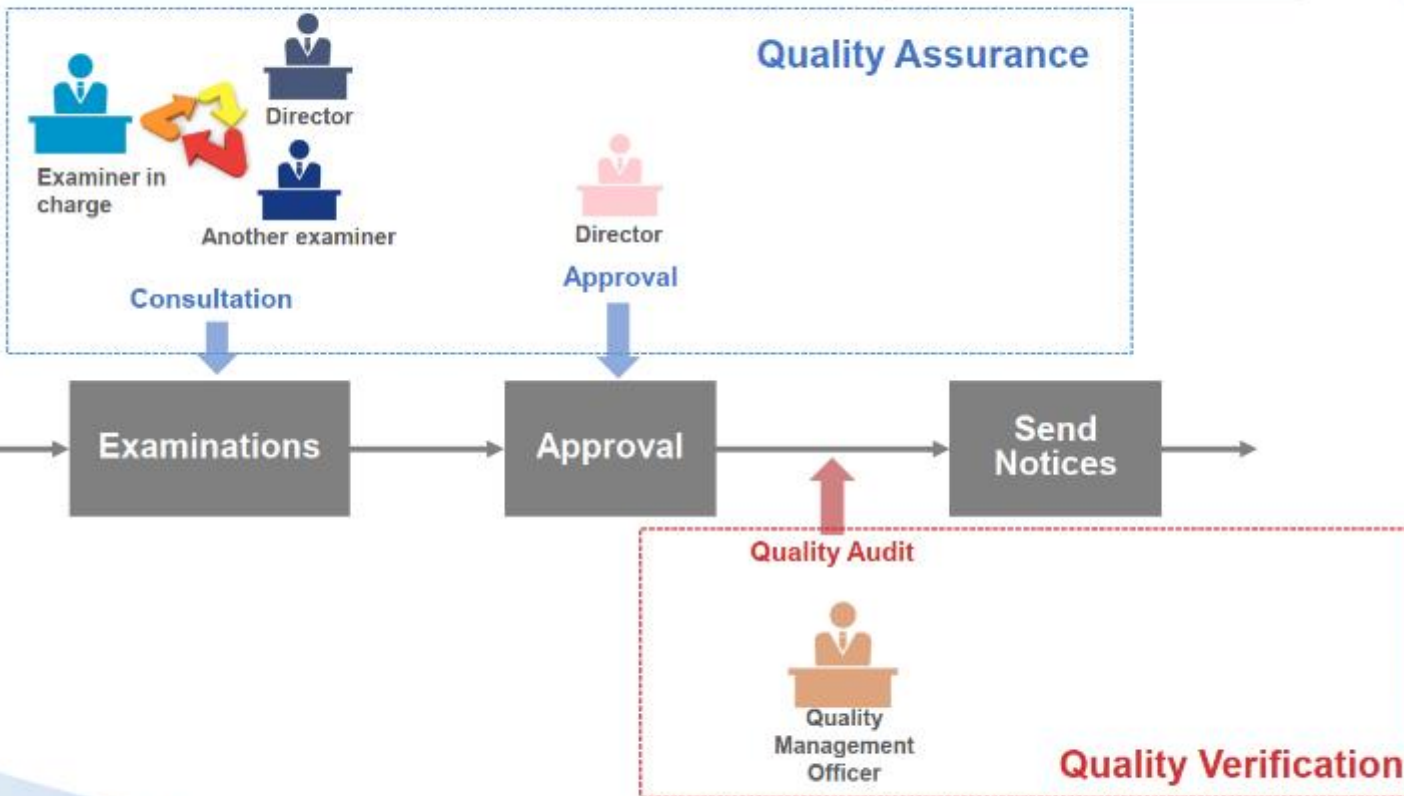 Quality Assurance
Director
Examiner in
charge
Another examiner
Director
Consultation
Approval
Examinations
Approval
Send
Notices
Quality Audit
Quality
Management
Officer
Quality Verification